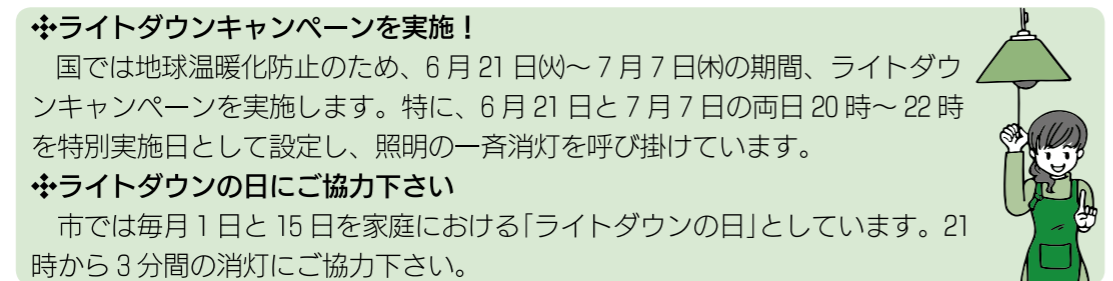 ✣ライトダウンキャンペーンを実施！
　国では地球温暖化防止のため、6月21日㈫～7月7日㈭の期間、ライトダウ
ンキャンペーンを実施します。特に、6月21日と7月7日の両日20時～22時
を特別実施日として設定し、照明の一斉消灯を呼び掛けています。
✣ライトダウンの日にご協力下さい
　市では毎月1日と15日を家庭における「ライトダウンの日」としています。21
時から3分間の消灯にご協力下さい。